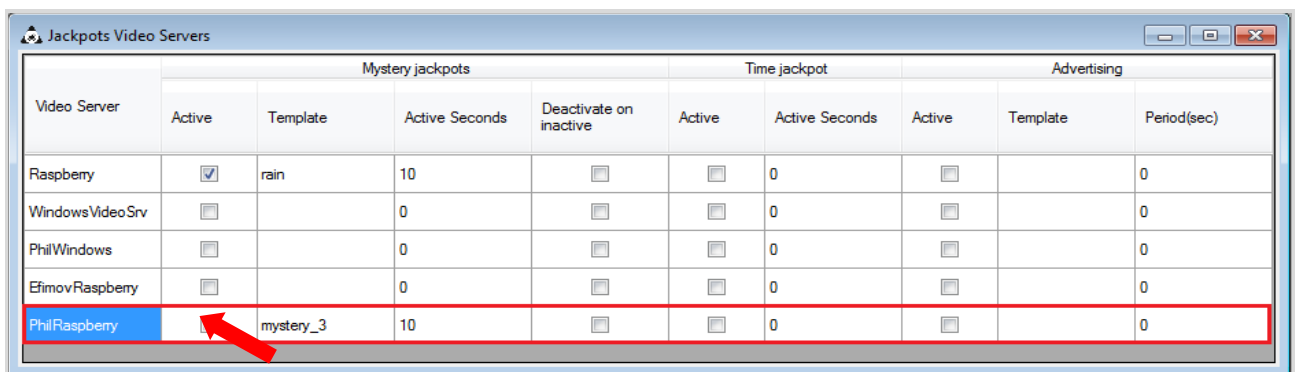 Jackpots Video Servers
Mystery jackpots Time jackpot Advertising
Video Server Active Template Active Seconds Deactivate on inactive Active Active Seconds Active Template Period(sec)
Raspberry rain 10 0 0
WindowsVideoSrv 0 0 0
PhilWindows 0 0 0
EfimovRaspberry 0 0 0
PhilRaspberry mystery_3 10 0 0